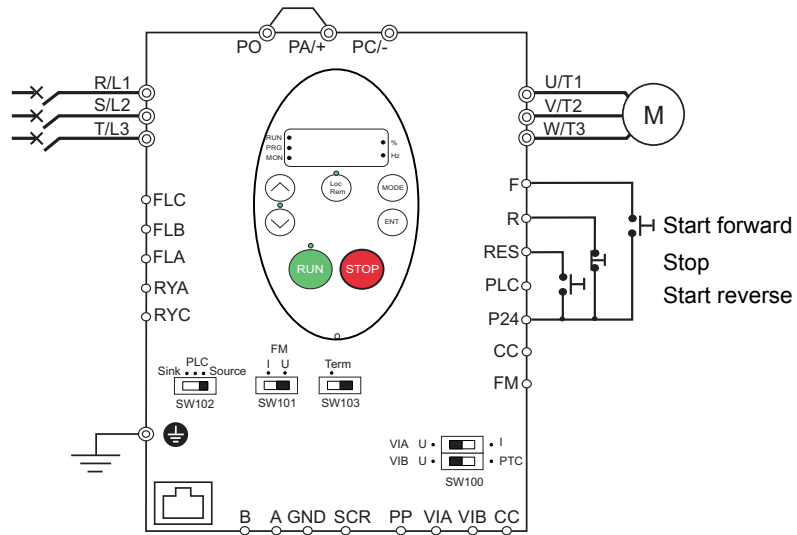 PO PA/+ PC/-
R/L1
S/L2
T/L3
U/T1
V/T2
W/T3
M
RUN
PRG
MON
%
Hz
Loc
Rem
MODE
ENT
RUN STOP
FLC
FLB
FLA
RYA
RYC
F
R
RES
PLC
P24
CC
FM
Start forward
Stop
Start reverse
PLC
Sink Source
SW102
FM
I U
SW101
Term
SW103
VIA U I
VIB U PTC
SW100
B A GND SCR PP VIA VIB CC